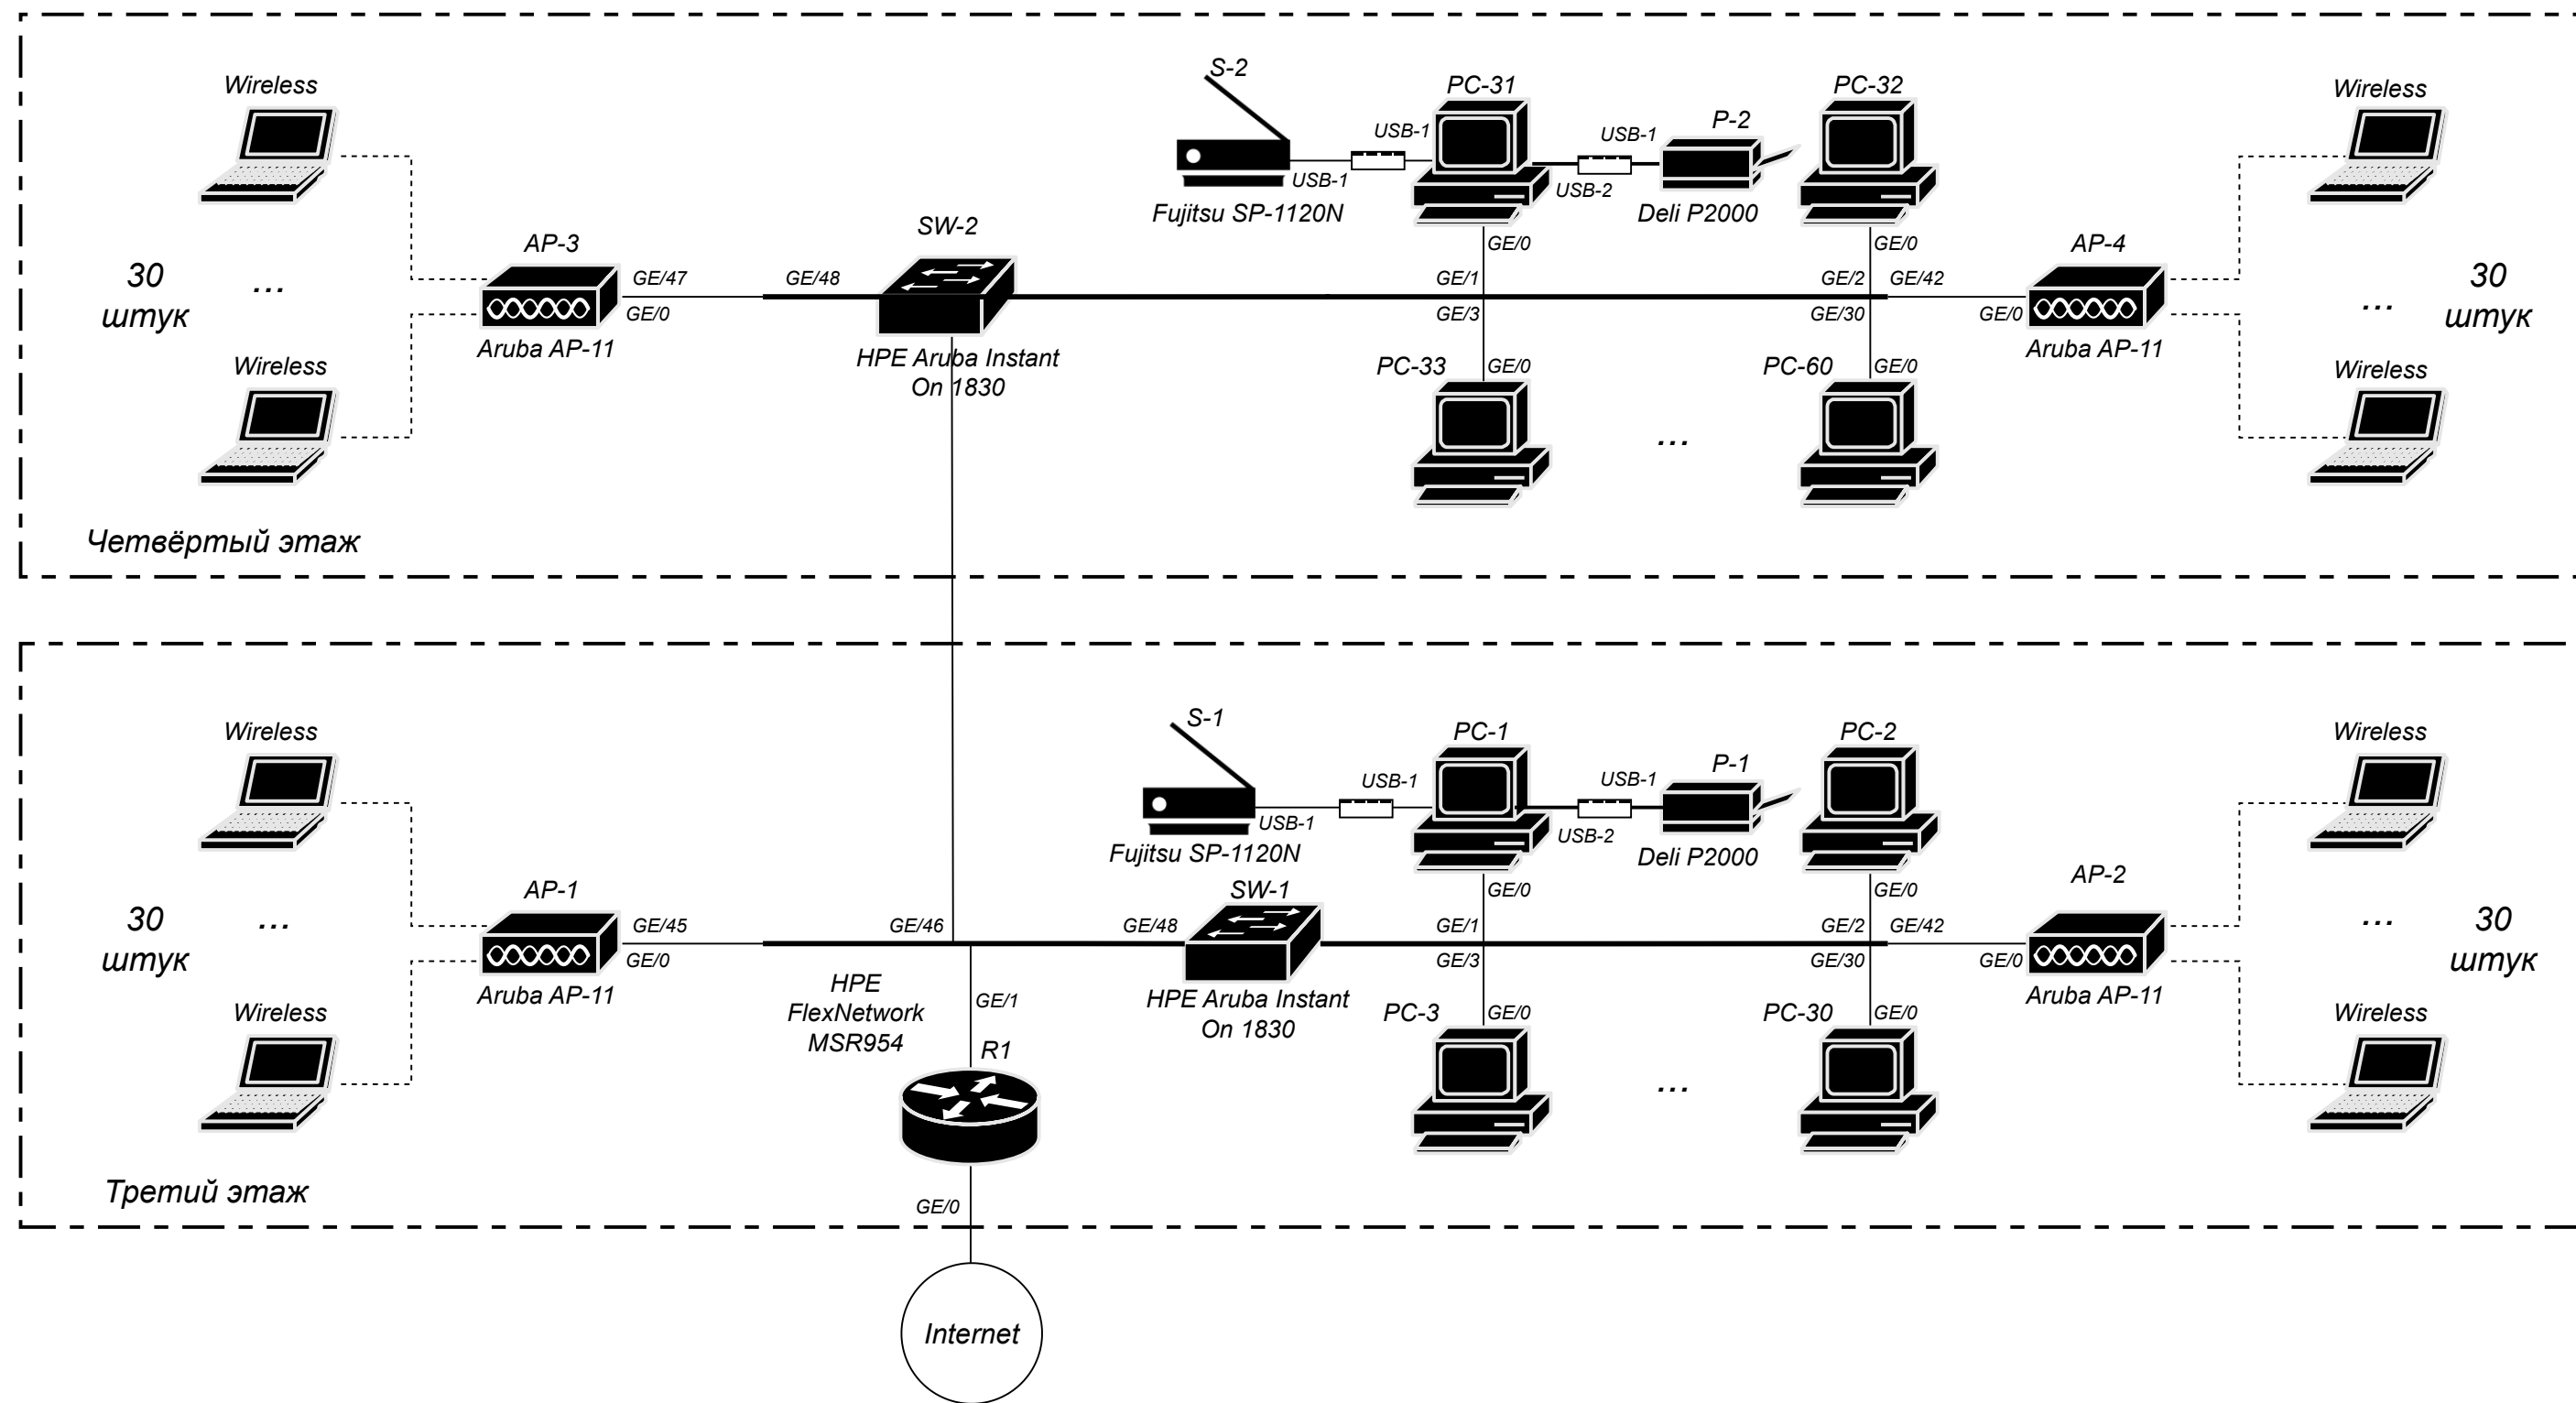 S-2
Wireless
PC-31
PC-32
Wireless
P-2
USB-1
USB-1
USB-1
USB-2
Fujitsu SP-1120N
Deli P2000
SW-2
AP-3
GE/0
GE/0
AP-4
30
штук
...
GE/47
GE/48
GE/1
GE/2
GE/42
...
30
штук
GE/0
GE/3
GE/30
GE/0
Aruba AP-11
HPE Aruba Instant
On 1830
Aruba AP-11
Wireless
PC-33
GE/0
PC-60
GE/0
Wireless
...
Четвёртый этаж
S-1
Wireless
PC-1
PC-2
Wireless
P-1
USB-1
USB-1
USB-1
USB-2
Fujitsu SP-1120N
Deli P2000
AP-1
SW-1
GE/0
GE/0
AP-2
30
штук
...
GE/45
GE/46
GE/48
GE/1
GE/2
GE/42
...
30
штук
GE/0
GE/3
GE/30
GE/0
Aruba AP-11
HPE
FlexNetwork
MSR954
GE/1
HPE Aruba Instant
On 1830
Aruba AP-11
Wireless
PC-3
GE/0
PC-30
GE/0
Wireless
R1
...
Третий этаж
GE/0
Internet